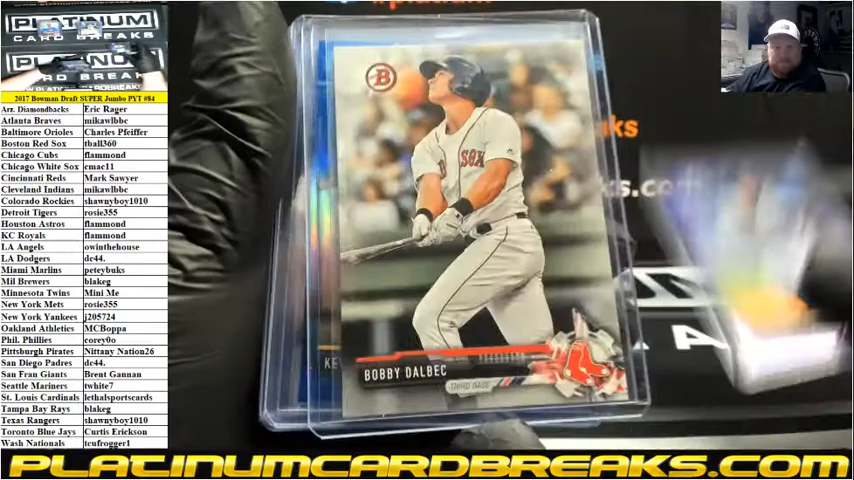 PLATINUM
CARD BREAKS
2017 Bowman Draft SUPER Jumbo PYT #84
Arz. Diamondbacks Eric Rager
Atlanta Braves mikawlbbc
Baltimore Orioles Charles Pfeiffer
Boston Red Sox tball360
Chicago Cubs flammond
Chicago White Sox cmac11
Cincinnati Reds Mark Sawyer
Cleveland Indians mikawlbbc
Colorado Rockies shawnyboy1010
Detroit Tigers rosie355
Houston Astros flammond
KC Royals flammond
LA Angels owinthehouse
LA Dodgers dc44.
Miami Marlins peteybuks
Mil Brewers blakeg
Minnesota Twins Mini Me
New York Mets rosie355
New York Yankees j205724
Oakland Athletics MCBoppa
Phil. Phillies corey0o
Pittsburgh Pirates Nittany Nation26
San Diego Padres dc44.
San Fran Giants Brent Gannan
Seattle Mariners twhite7
St. Louis Cardinals lethalsportscards
Tampa Bay Rays blakeg
Texas Rangers shawnyboy1010
Toronto Blue Jays Curtis Erickson
Wash Nationals tcufrogger1
B
SOX
KE
BOBBY DALBEC
THIRD BASE
ks
s.com
PLATINUMCARDBREAKS.COM